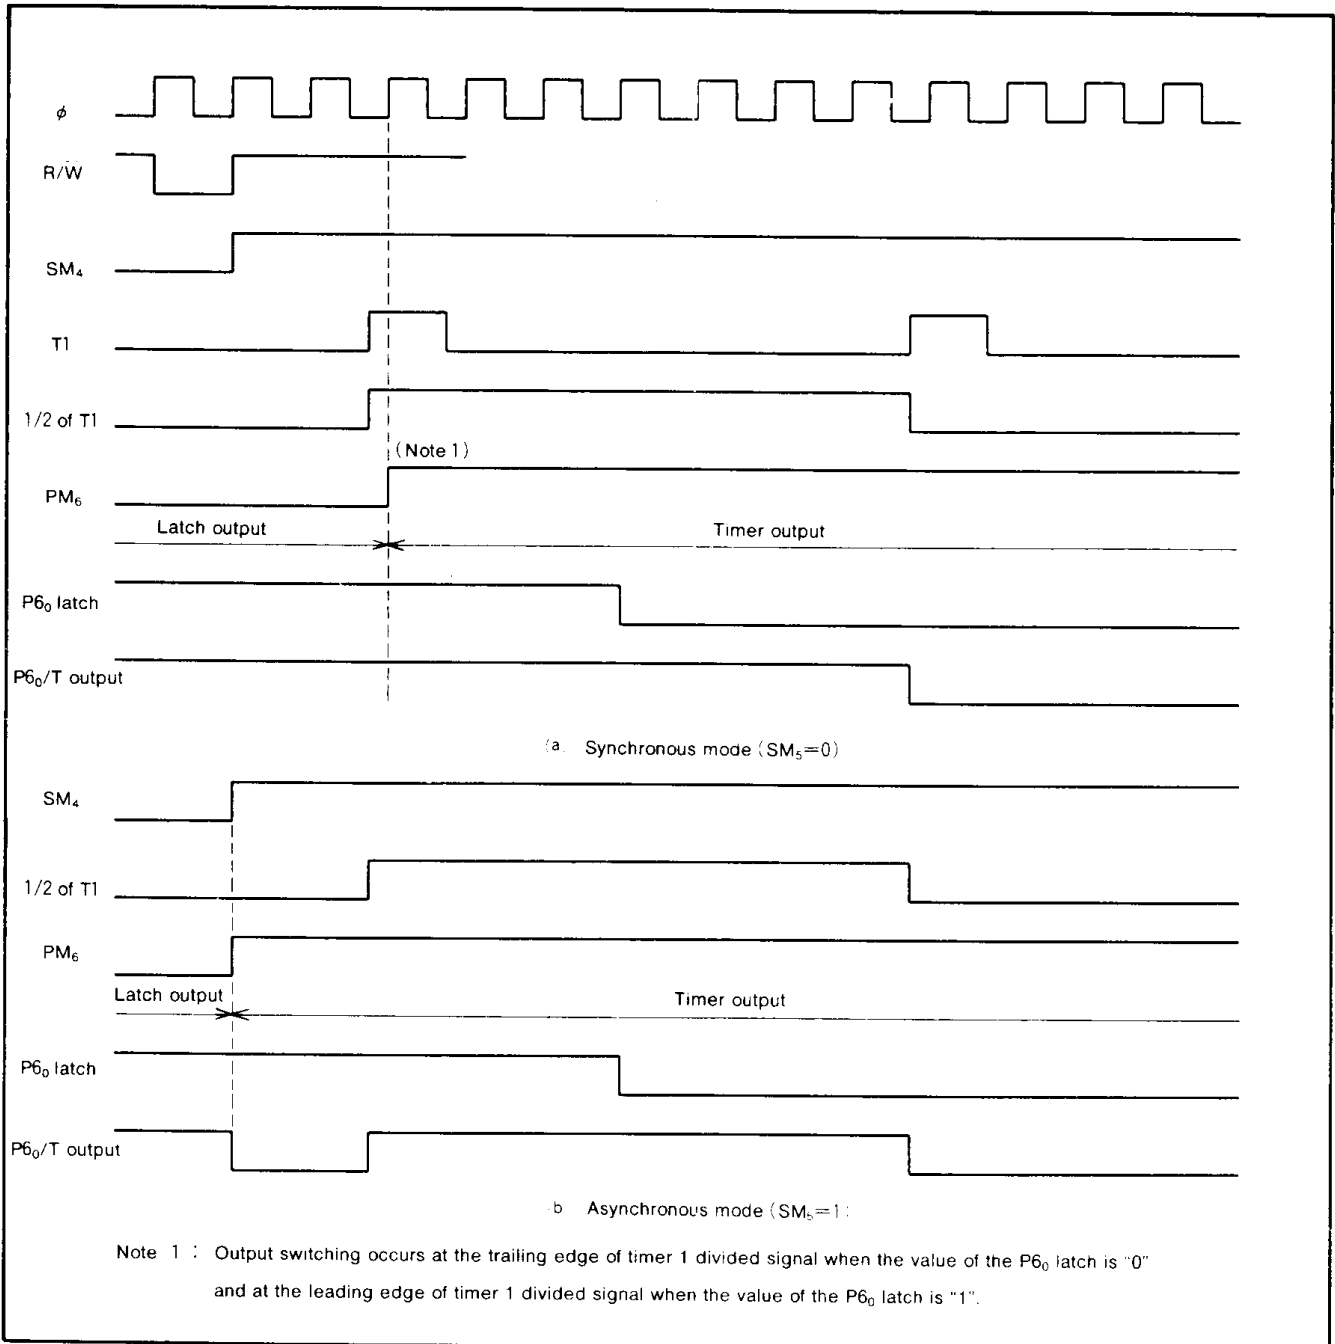 ϕ
R/W̅
SM₄
T1
1/2 of T1
(Note 1)
PM₆
Latch output
Timer output
P6₀ latch
P6₀/T output
(a Synchronous mode (SM₅=0)
SM₄
1/2 of T1
PM₆
Latch output
Timer output
P6₀ latch
P6₀/T output
b Asynchronous mode (SM₅=1)
Note 1 : Output switching occurs at the trailing edge of timer 1 divided signal when the value of the P6₀ latch is "0"
and at the leading edge of timer 1 divided signal when the value of the P6₀ latch is "1".